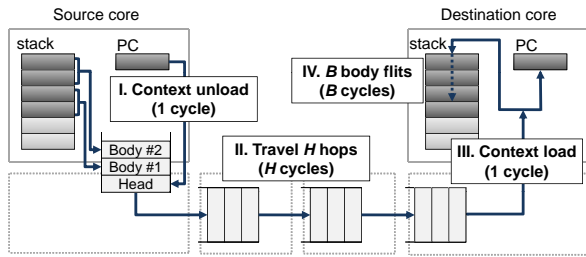 Source core
Destination core
stack
PC
stack
PC
I. Context unload
(1 cycle)
IV. B body flits
(B cycles)
Body #2
Body #1
Head
II. Travel H hops
(H cycles)
III. Context load
(1 cycle)